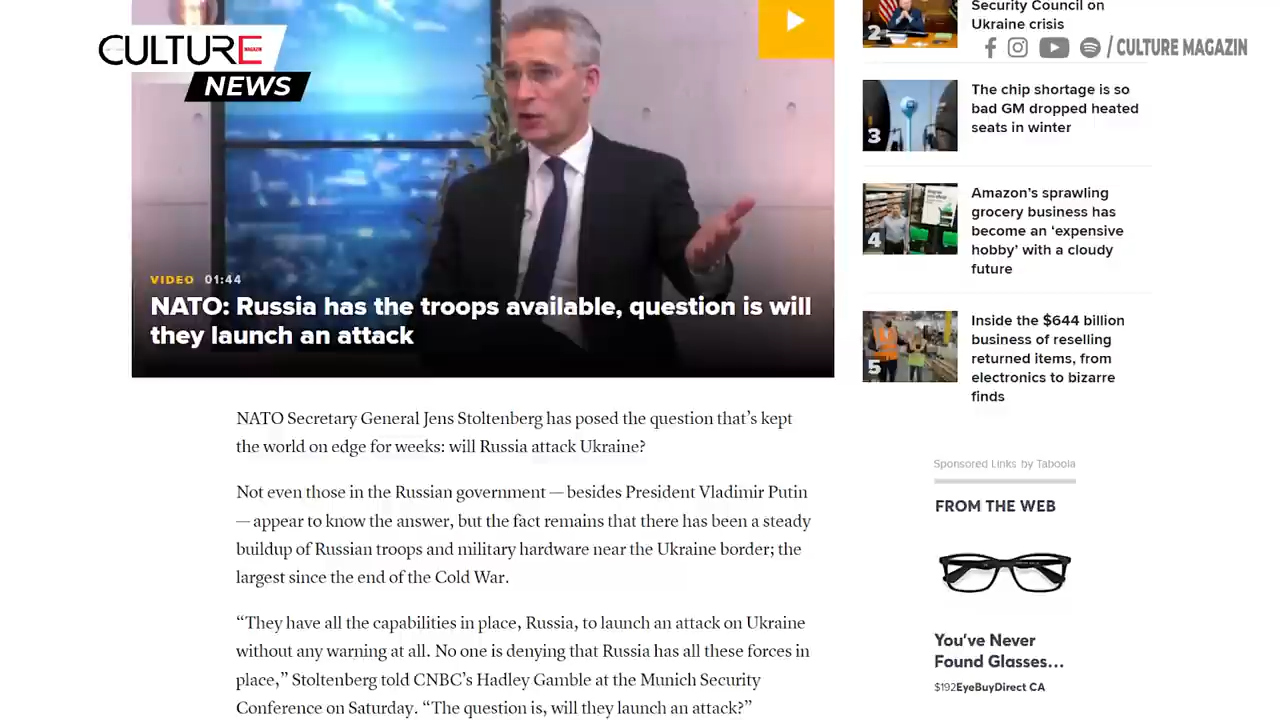 CULTURE
MAGAZIN
NEWS
/ CULTURE MAGAZIN
VIDEO 01:44
NATO: Russia has the troops available, question is will
they launch an attack
NATO Secretary General Jens Stoltenberg has posed the question that’s kept
the world on edge for weeks: will Russia attack Ukraine?
Not even those in the Russian government — besides President Vladimir Putin
— appear to know the answer, but the fact remains that there has been a steady
buildup of Russian troops and military hardware near the Ukraine border; the
largest since the end of the Cold War.
“They have all the capabilities in place, Russia, to launch an attack on Ukraine
without any warning at all. No one is denying that Russia has all these forces in
place,” Stoltenberg told CNBC’s Hadley Gamble at the Munich Security
Conference on Saturday. “The question is, will they launch an attack?”
2
Security Council on
Ukraine crisis
3
The chip shortage is so
bad GM dropped heated
seats in winter
4
Amazon’s sprawling
grocery business has
become an ‘expensive
hobby’ with a cloudy
future
5
Inside the $644 billion
business of reselling
returned items, from
electronics to bizarre
finds
Sponsored Links by Taboola
FROM THE WEB
You’ve Never
Found Glasses…
$192EyeBuyDirect CA